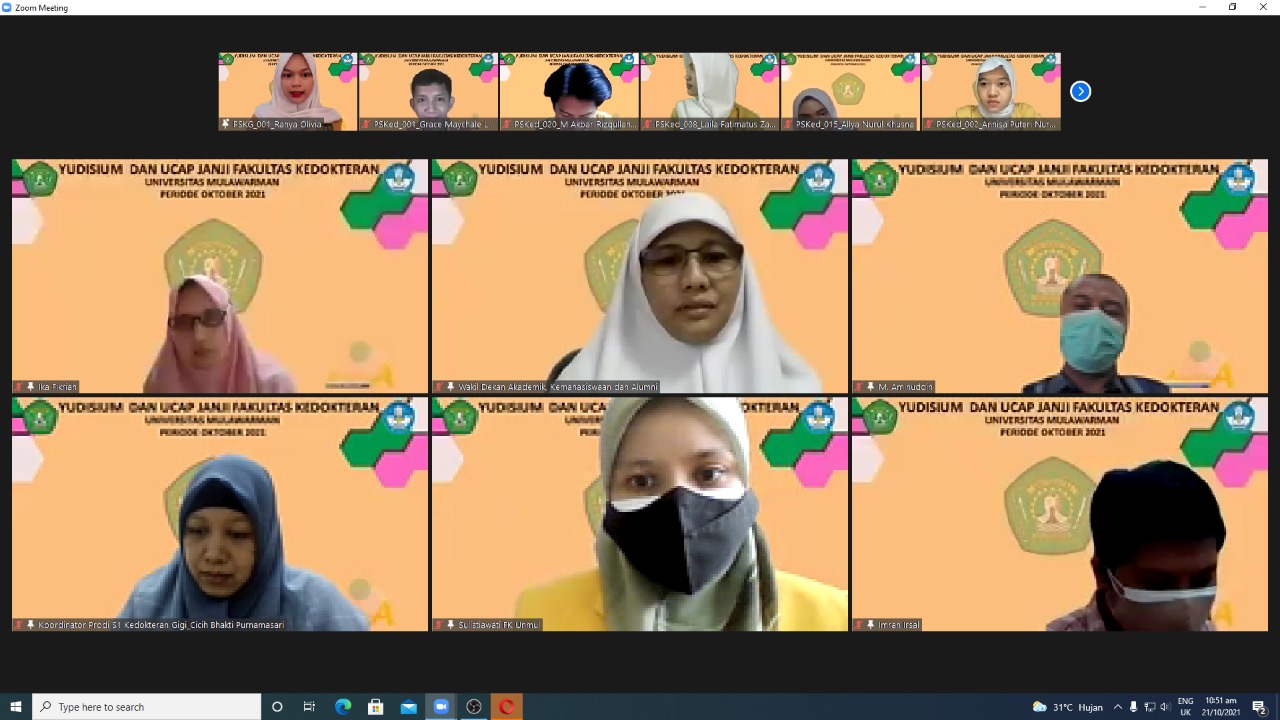 Zoom Meeting
PSKG_001_Ranya Olivia
PSKed_001_Grace Maychale L...
PSKed_020_M Akbar Rizqullah...
PSKed_008_Laila Fatimatus Za...
PSKed_015_Allya Nurul Khusna
PSKed_002_Annisa Puteri Nur...
YUDISIUM DAN UCAP JANJI FAKULTAS KEDOKTERAN
UNIVERSITAS MULAWARMAN
PERIODE OKTOBER 2021
Ika Fikriah
YUDISIUM DAN UCAP JANJI FAKULTAS KEDOKTERAN
UNIVERSITAS MULAWARMAN
PERIODE OKTOBER 2021
Wakil Dekan Akademik, Kemahasiswaan dan Alumni
YUDISIUM DAN UCAP JANJI FAKULTAS KEDOKTERAN
UNIVERSITAS MULAWARMAN
PERIODE OKTOBER 2021
M. Aminuddin
YUDISIUM DAN UCAP JANJI FAKULTAS KEDOKTERAN
UNIVERSITAS MULAWARMAN
PERIODE OKTOBER 2021
Koordinator Prodi S1 Kedokteran Gigi_Cicih Bhakti Purnamasari
YUDISIUM DAN UCA KEDOKTERAN
Sulistiawati FK Unmul
YUDISIUM DAN UCAP JANJI FAKULTAS KEDOKTERAN
UNIVERSITAS MULAWARMAN
PERIODE OKTOBER 2021
Imran Irsal
Type here to search
31°C Hujan
ENG
UK
10:51 am
21/10/2021
2